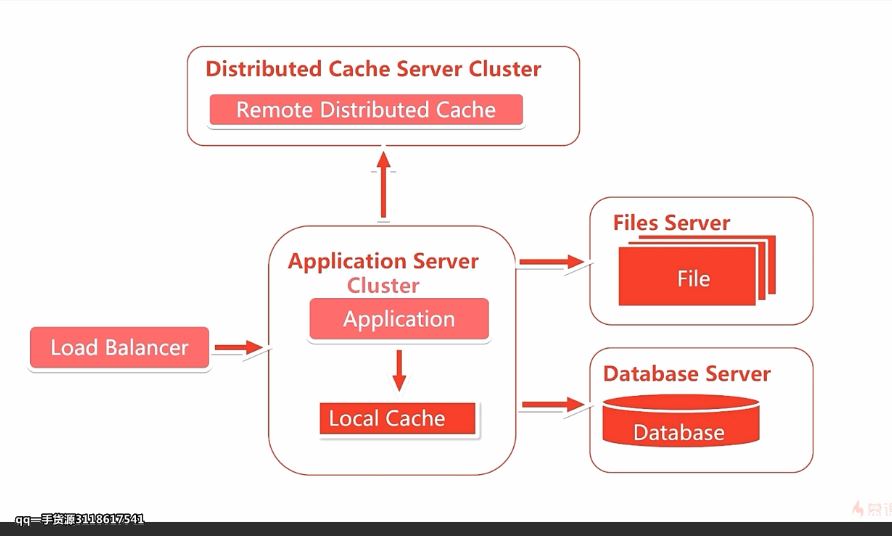 Distributed Cache Server Cluster
Remote Distributed Cache
Application Server
Cluster
Application
Local Cache
Load Balancer
Files Server
File
Database Server
Database
qq一手货源3118617541